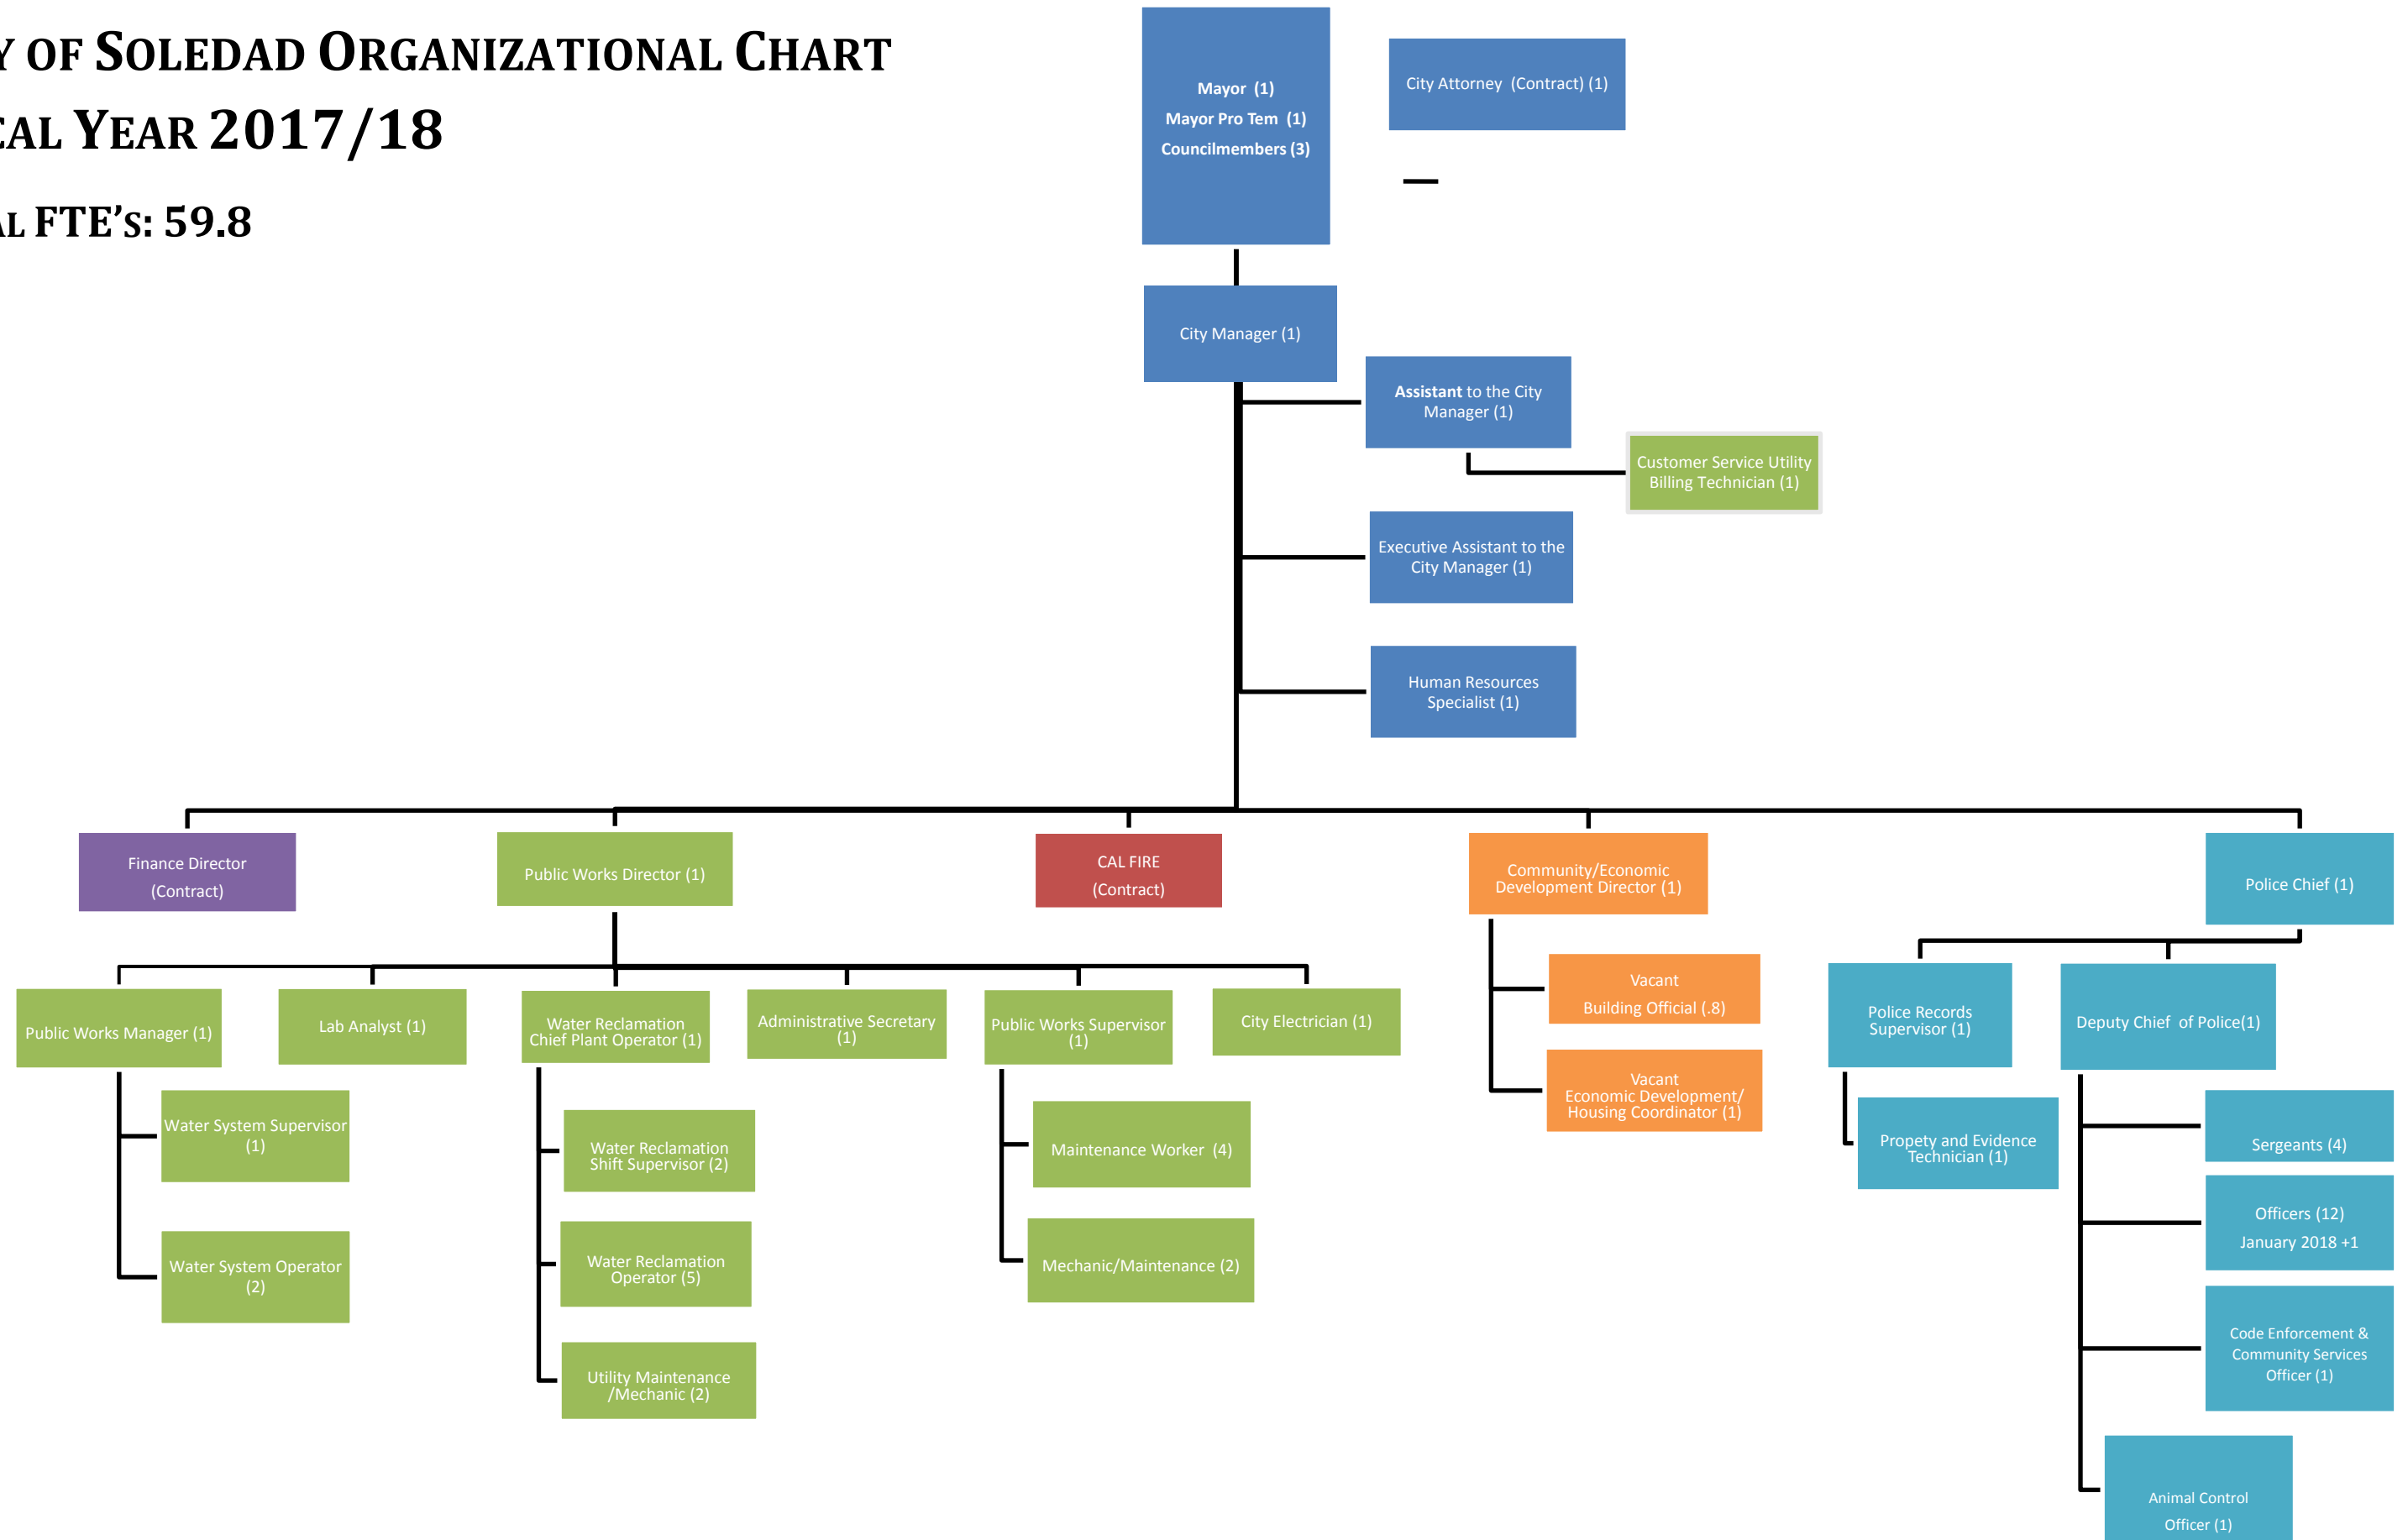 Y OF SOLEDAD ORGANIZATIONAL CHART
CAL YEAR 2017/18
AL FTE’S: 59.8
Mayor (1)
Mayor Pro Tem (1)
Councilmembers (3)
City Attorney (Contract) (1)
City Manager (1)
Assistant to the City
Manager (1)
Customer Service Utility
Billing Technician (1)
Executive Assistant to the
City Manager (1)
Human Resources
Specialist (1)
Finance Director
(Contract)
Public Works Director (1)
CAL FIRE
(Contract)
Community/Economic
Development Director (1)
Police Chief (1)
Public Works Manager (1)
Lab Analyst (1)
Water Reclamation
Chief Plant Operator (1)
Administrative Secretary
(1)
Public Works Supervisor
(1)
City Electrician (1)
Vacant
Building Official (.8)
Vacant
Economic Development/
Housing Coordinator (1)
Police Records
Supervisor (1)
Deputy Chief of Police(1)
Water System Supervisor
(1)
Water System Operator
(2)
Water Reclamation
Shift Supervisor (2)
Water Reclamation
Operator (5)
Utility Maintenance
/Mechanic (2)
Maintenance Worker (4)
Mechanic/Maintenance (2)
Propety and Evidence
Technician (1)
Sergeants (4)
Officers (12)
January 2018 +1
Code Enforcement &
Community Services
Officer (1)
Animal Control
Officer (1)